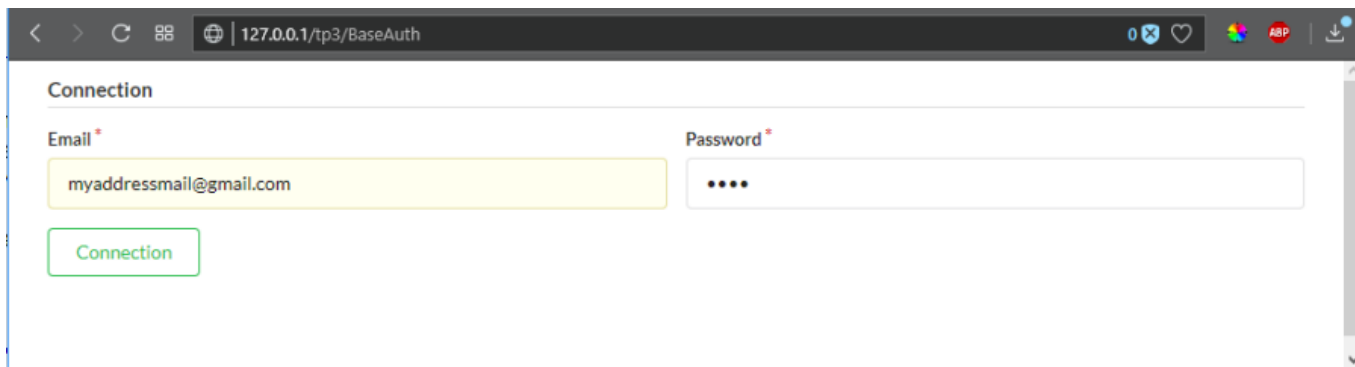 127.0.0.1/tp3/BaseAuth 0 ABP
Connection
Email * Password *
myaddressmail@gmail.com ••••
Connection